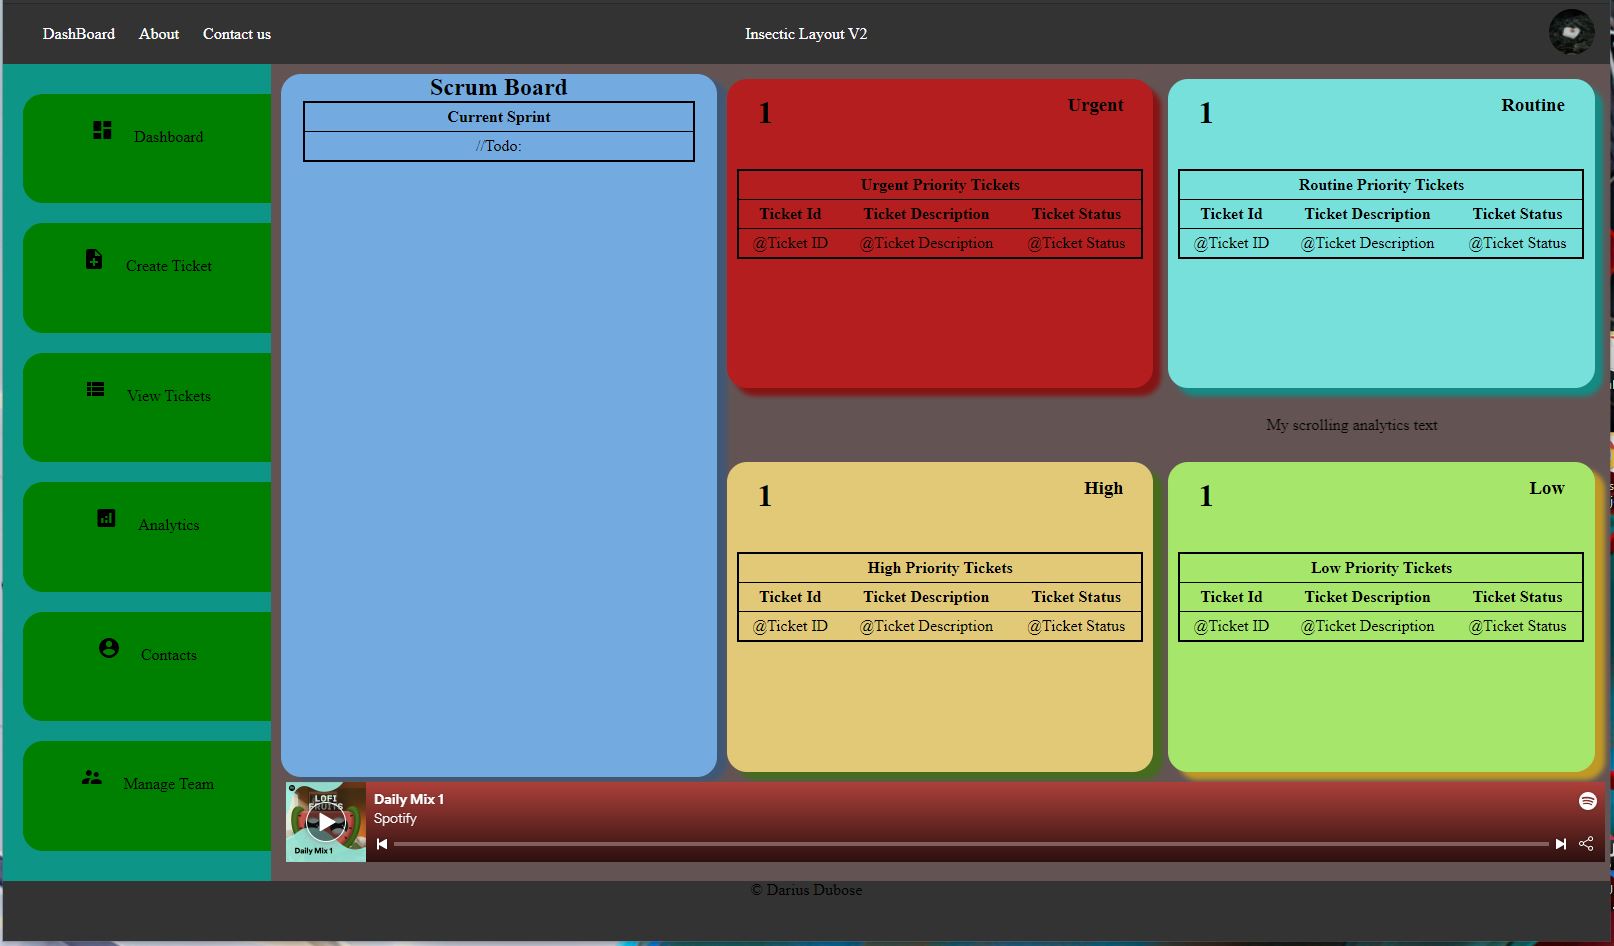 DashBoard About Contact us Insectic Layout V2
Dashboard
Create Ticket
View Tickets
Analytics
Contacts
Manage Team
Scrum Board
Current Sprint
//Todo:
1 Urgent
Urgent Priority Tickets
Ticket Id Ticket Description Ticket Status
@Ticket ID @Ticket Description @Ticket Status
1 Routine
Routine Priority Tickets
Ticket Id Ticket Description Ticket Status
@Ticket ID @Ticket Description @Ticket Status
My scrolling analytics text
1 High
High Priority Tickets
Ticket Id Ticket Description Ticket Status
@Ticket ID @Ticket Description @Ticket Status
1 Low
Low Priority Tickets
Ticket Id Ticket Description Ticket Status
@Ticket ID @Ticket Description @Ticket Status
LOFI
FRUITS
Daily Mix 1
Daily Mix 1
Spotify
© Darius Dubose